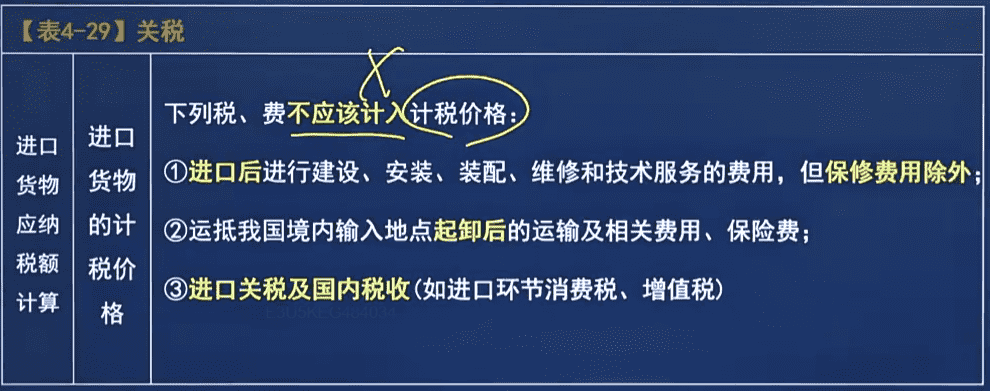 【表4-29】关税
进口
货物
应纳
税额
计算
进口
货物
的计
税价
格
下列税、费不应该计入计税价格:
①进口后进行建设、安装、装配、维修和技术服务的费用，但保修费用除外;
②运抵我国境内输入地点起卸后的运输及相关费用、保险费;
③进口关税及国内税收(如进口环节消费税、增值税)